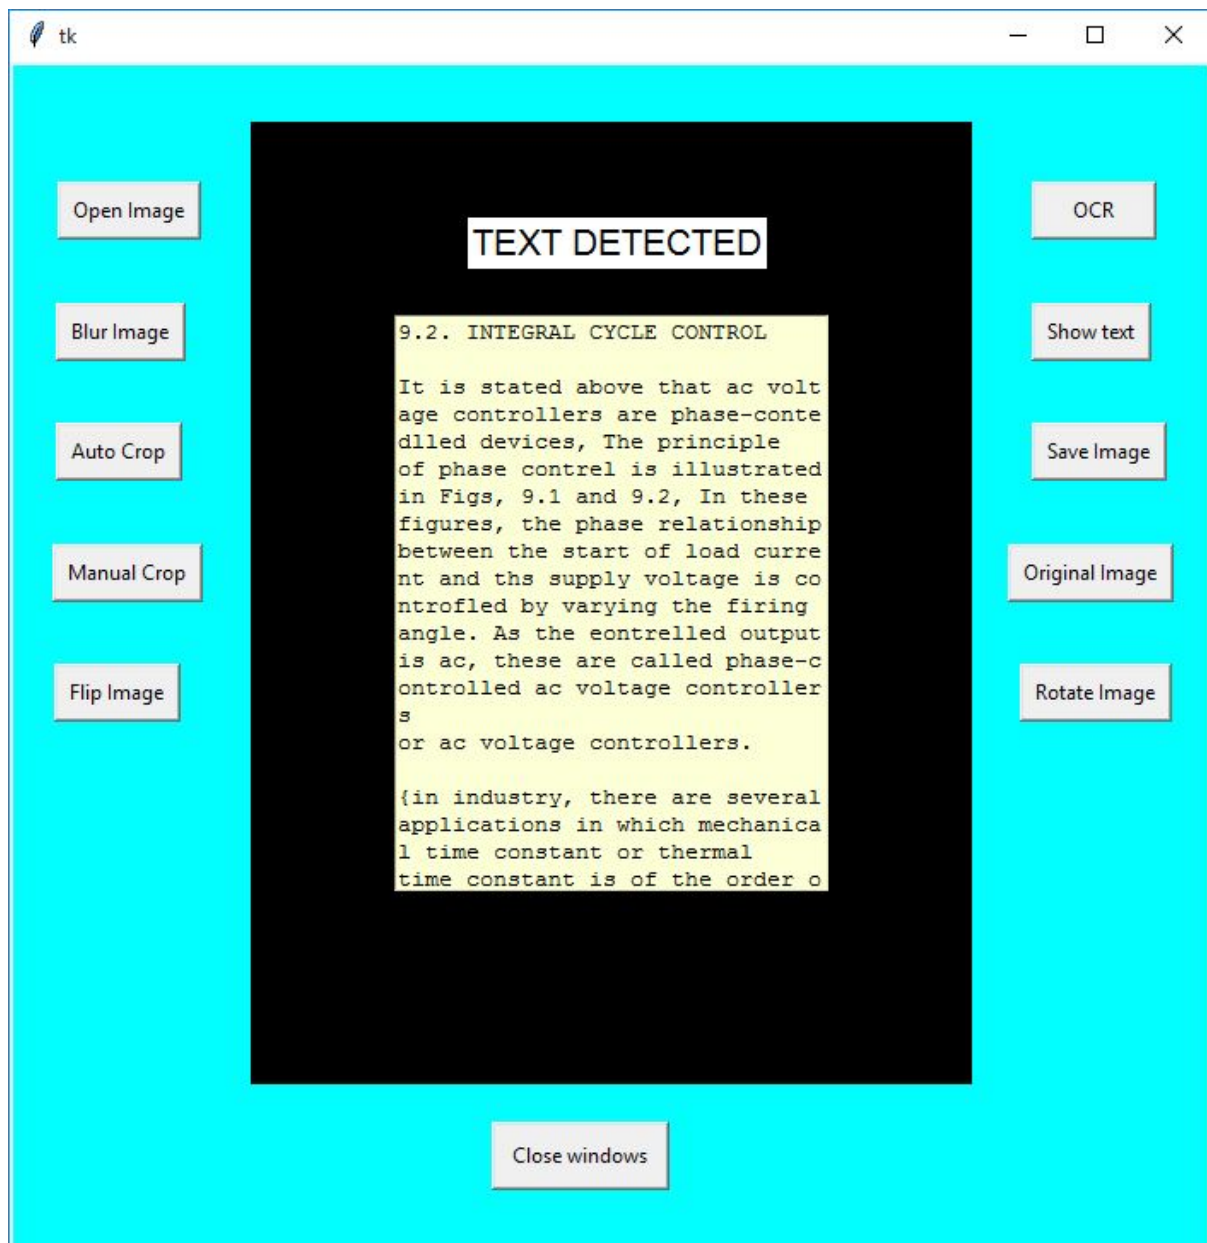 tk
Open Image
Blur Image
Auto Crop
Manual Crop
Flip Image
TEXT DETECTED
9.2. INTEGRAL CYCLE CONTROL
It is stated above that ac volt
age controllers are phase-conte
dlled devices, The principle
of phase contrel is illustrated
in Figs, 9.1 and 9.2, In these
figures, the phase relationship
between the start of load curre
nt and ths supply voltage is co
ntrofled by varying the firing
angle. As the eontrelled output
is ac, these are called phase-c
ontrolled ac voltage controller
s
or ac voltage controllers.
{in industry, there are several
applications in which mechanica
l time constant or thermal
time constant is of the order o
OCR
Show text
Save Image
Original Image
Rotate Image
Close windows